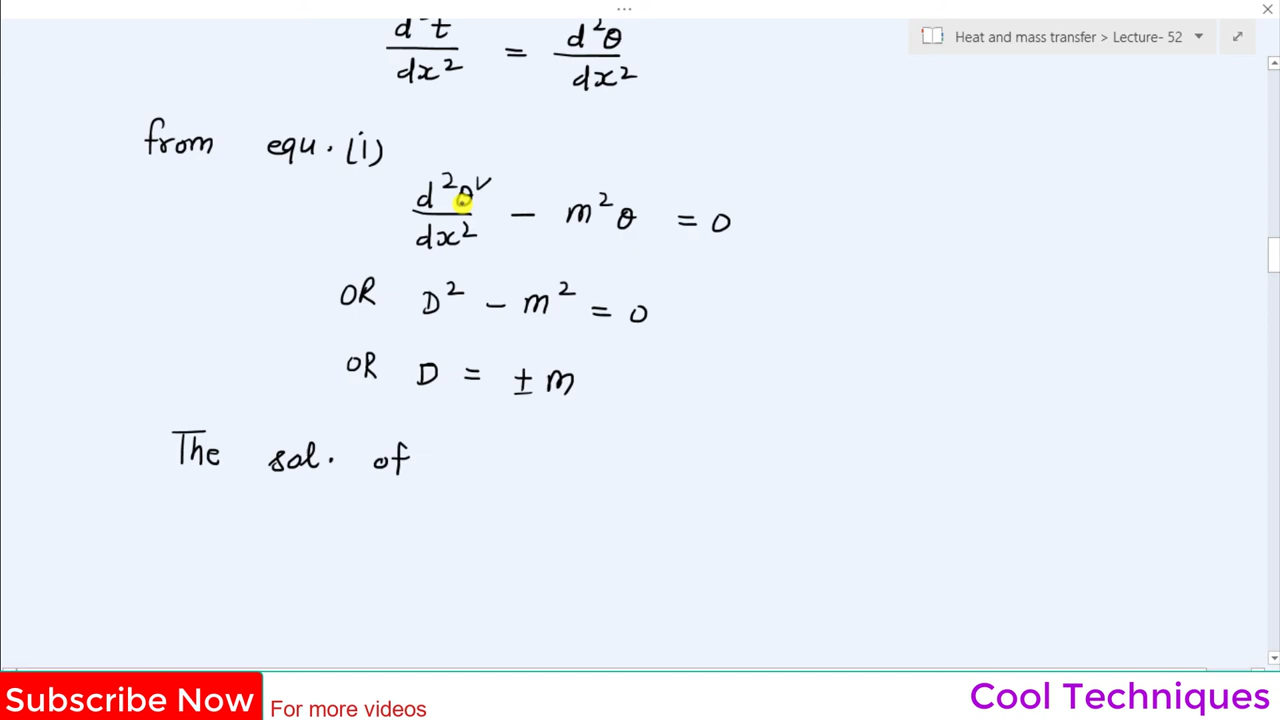 ...
Heat and mass transfer > Lecture- 52
d²t/dx² = d²θ/dx²
from equ. (i)
d²θ/dx² - m²θ = 0
OR D² - m² = 0
OR D = ± m
The sol. of
Subscribe Now
For more videos
Cool Techniques